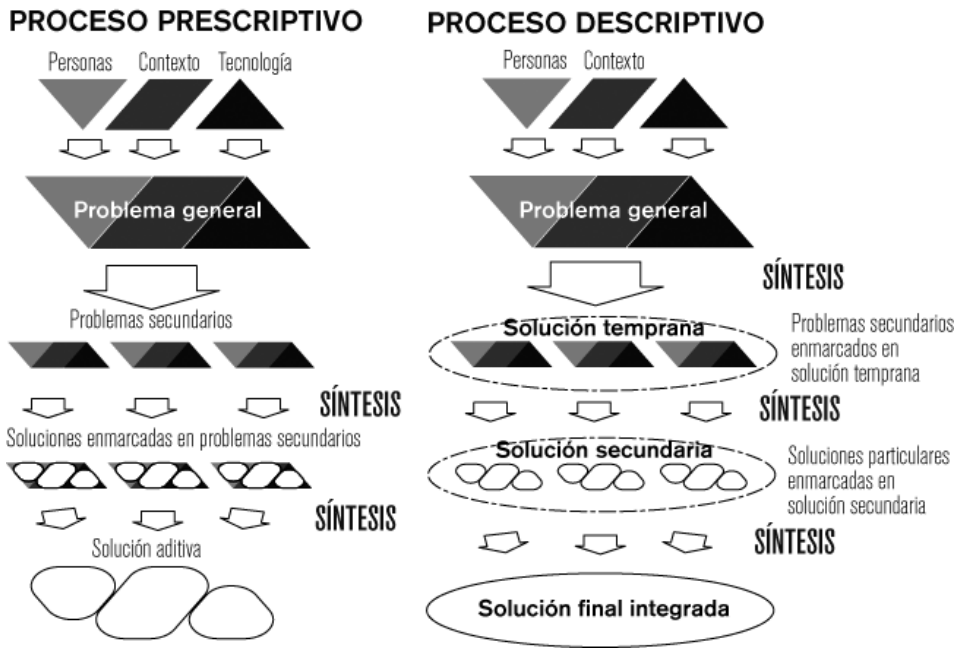 PROCESO PRESCRIPTIVO
Personas Contexto Tecnología
Problema general
Problemas secundarios
SÍNTESIS
Soluciones enmarcadas en problemas secundarios
SÍNTESIS
Solución aditiva
PROCESO DESCRIPTIVO
Personas Contexto
Problema general
SÍNTESIS
Solución temprana
Problemas secundarios
enmarcados en
solución temprana
SÍNTESIS
Solución secundaria
Soluciones particulares
enmarcadas en
solución secundaria
SÍNTESIS
Solución final integrada